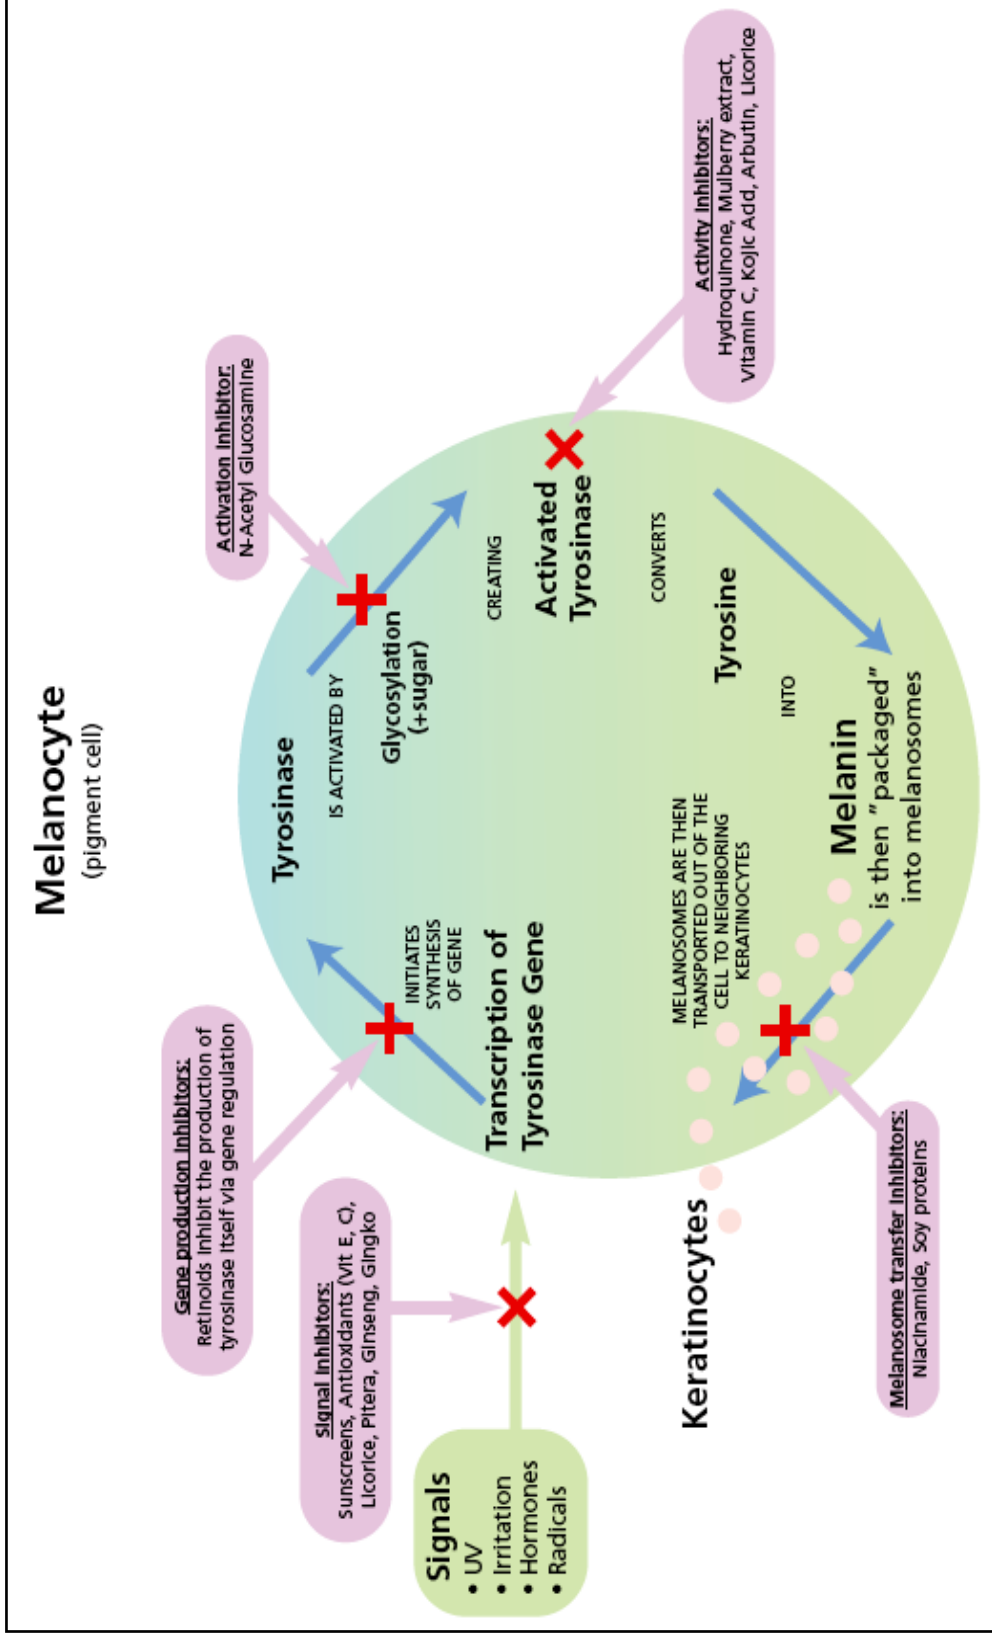 Melanocyte
(pigment cell)
Gene production inhibitors:
Retinoids inhibit the production of
tyrosinase itself via gene regulation
Activation Inhibitor:
N-Acetyl Glucosamine
Signal inhibitors:
Sunscreens, Antioxidants (Vit E, C),
Licorice, Pitera, Ginseng, Gingko
Signals
• UV
• Irritation
• Hormones
• Radicals
Transcription of
Tyrosinase Gene
INITIATES
SYNTHESIS
OF GENE
Tyrosinase
IS ACTIVATED BY
Glycosylation
(+sugar)
CREATING
Activated
Tyrosinase
Activity Inhibitors:
Hydroquinone, Mulberry extract,
Vitamin C, Kojic Acid, Arbutin, Licorice
CONVERTS
Tyrosine
INTO
Melanin
is then "packaged"
into melanosomes
MELANOSOMES ARE THEN
TRANSPORTED OUT OF THE
CELL TO NEIGHBORING
KERATINOCYTES
Keratinocytes
Melanosome transfer inhibitors:
Niacinamide, Soy proteins